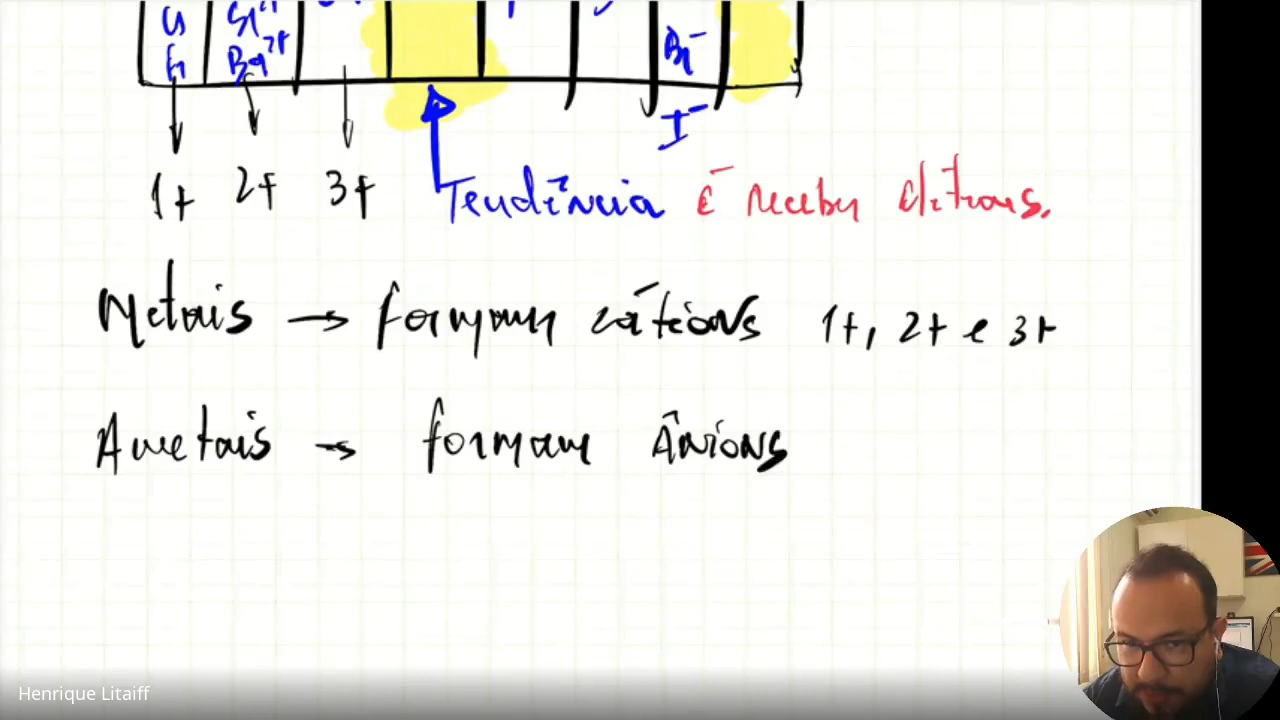 Cs Sr²⁺
Fr Ba²⁺ Br⁻
I⁻
1+ 2+ 3+ Tendência é receber elétrons.
Metais → formam cátions 1+, 2+ e 3+
Ametais → formam Ânions
Henrique Litaiff